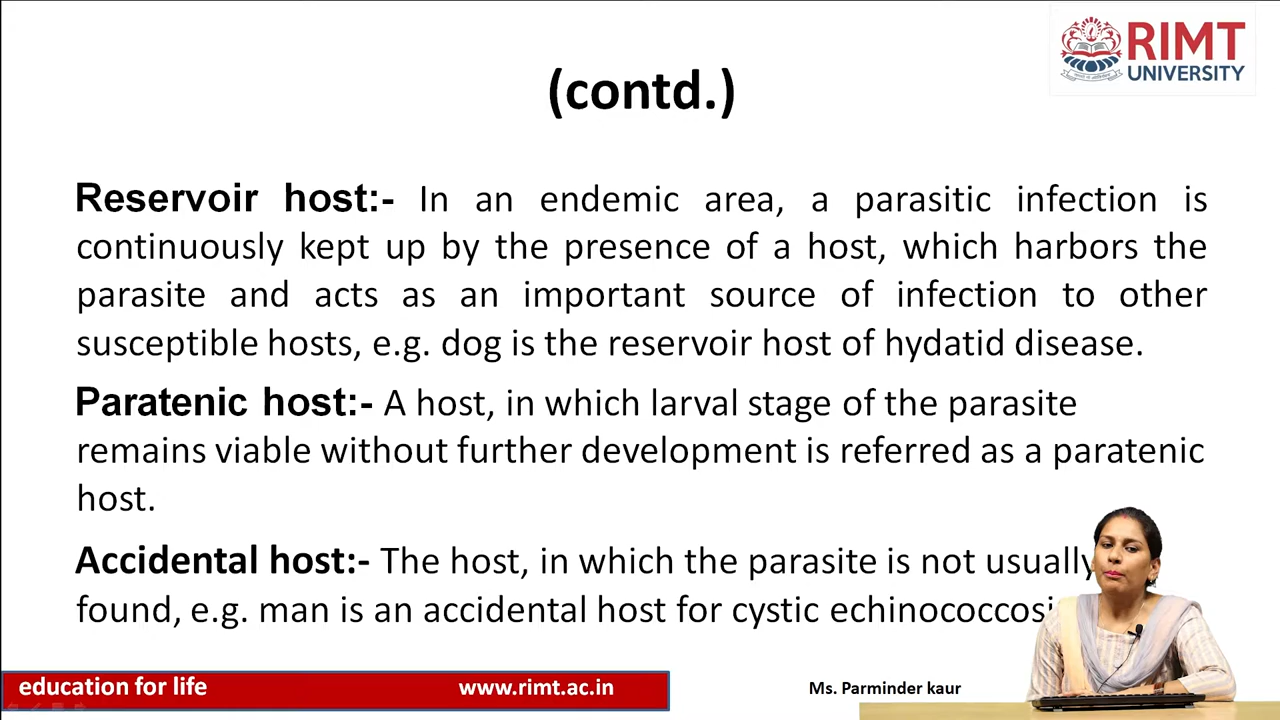 RIMT
UNIVERSITY
(contd.)
Reservoir host:- In an endemic area, a parasitic infection is
continuously kept up by the presence of a host, which harbors the
parasite and acts as an important source of infection to other
susceptible hosts, e.g. dog is the reservoir host of hydatid disease.
Paratenic host:- A host, in which larval stage of the parasite
remains viable without further development is referred as a paratenic
host.
Accidental host:- The host, in which the parasite is not usually
found, e.g. man is an accidental host for cystic
education for life
www.rimt.ac.in
Ms. Parminder kaur